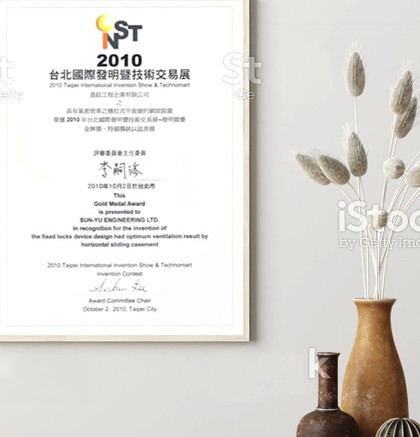 INST
2010
台北國際發明暨技術交易展
2010 Taipei International Invention Show & Technomart
之
評審委員會主任委員
2010年10月2日於台北市
This
Gold Medal Award
is presented to
SUN-YU ENGINEERING LTD.
in recognition for the invention of
the fixed locks device design had optimum ventilation result by
horizontal sliding casement
2010 Taipei International Invention Show & Technomart
Invention Contest
Award Committee Chair
October 2, 2010, Taipei City
iStock
by Getty Images